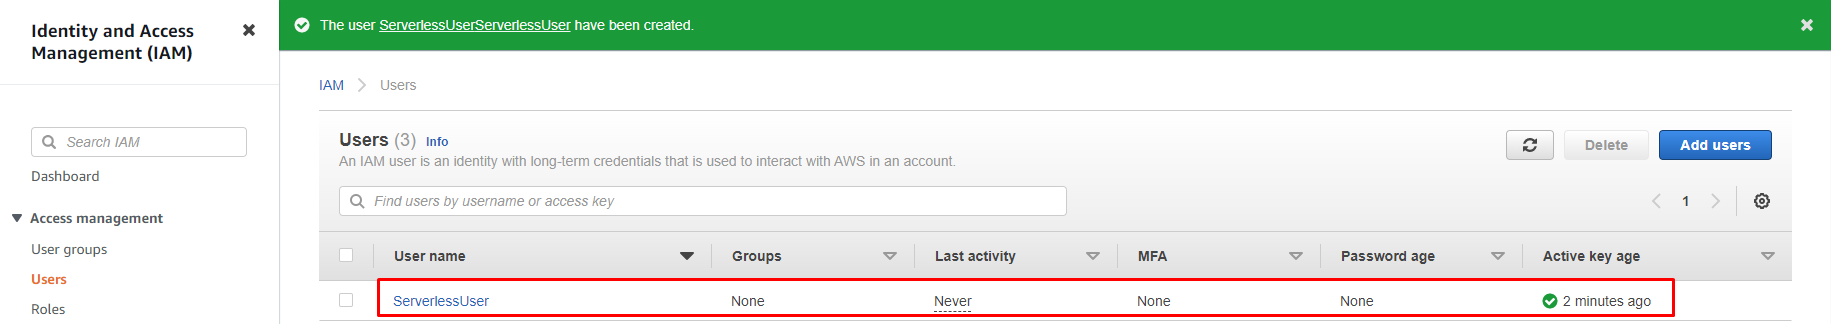 Identity and Access
Management (IAM)
The user ServerlessUserServerlessUser have been created.
Search IAM
Dashboard
Access management
User groups
Users
Roles
IAM > Users
Users (3) Info
An IAM user is an identity with long-term credentials that is used to interact with AWS in an account.
Delete
Add users
Find users by username or access key
1
User name Groups Last activity MFA Password age Active key age
ServerlessUser None Never None None 2 minutes ago